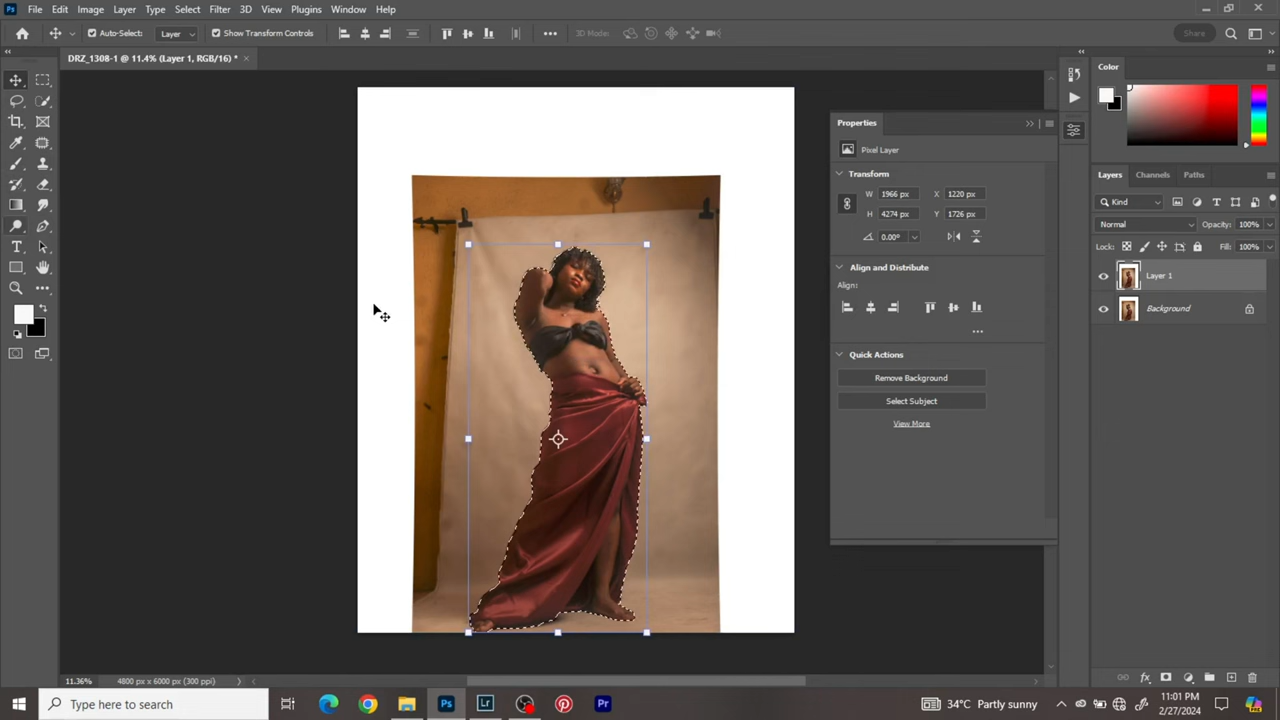 Ps File Edit Image Layer Type Select Filter 3D View Plugins Window Help
Auto-Select: Layer Show Transform Controls 3D Mode: Share
DRZ_1308-1 @ 11.4% (Layer 1, RGB/16) *
Color
Properties
Pixel Layer
Transform
W 1966 px X 1220 px
H 4274 px Y 1726 px
0.00°
Align and Distribute
Align:
Quick Actions
Remove Background
Select Subject
View More
Layers Channels Paths
Kind
Normal Opacity: 100%
Lock: Fill: 100%
Layer 1
Background
11.36% 4800 px x 6000 px (300 ppi)
Type here to search
Ps Lr Pr
34°C Partly sunny
11:01 PM
2/27/2024